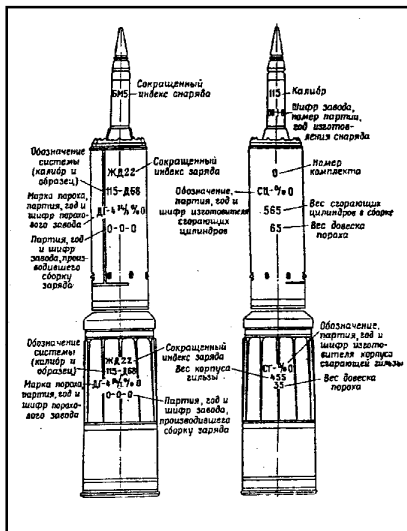 БМ5
Сокращенный
индекс снаряда
Обозначение
системы
(калибр и
образец)
ЖД22
115-Д68
Сокращенный
индекс заряда
Марка пороха,
партия, год и
шифр порохо-
вого завода
Партия, год и
шифр
завода, произ-
водившего
сборку
заряда
0-0-0
Обозначение
системы
(калибр и
образец)
ЖД22
115-Д68
Сокращенный
индекс заряда
Марка пороха,
партия, год и
шифр порохо-
вого завода
0-0-0
Партия, год и
шифр завода,
производившего
сборку заряда
115
Калибр
Шифр завода,
номер партии,
год изготов-
ления снаряда
0
Номер
комплекта
Обозначение,
партия, год и
шифр изготовителя
сгорающих
цилиндров
565
Вес сгорающих
цилиндров в сборке
65
Вес довеска
пороха
Обозначение,
партия, год и
шифр изгото-
вителя корпуса
сгорающей гильзы
Вес корпуса
гильзы
455
35
Вес довеска
пороха